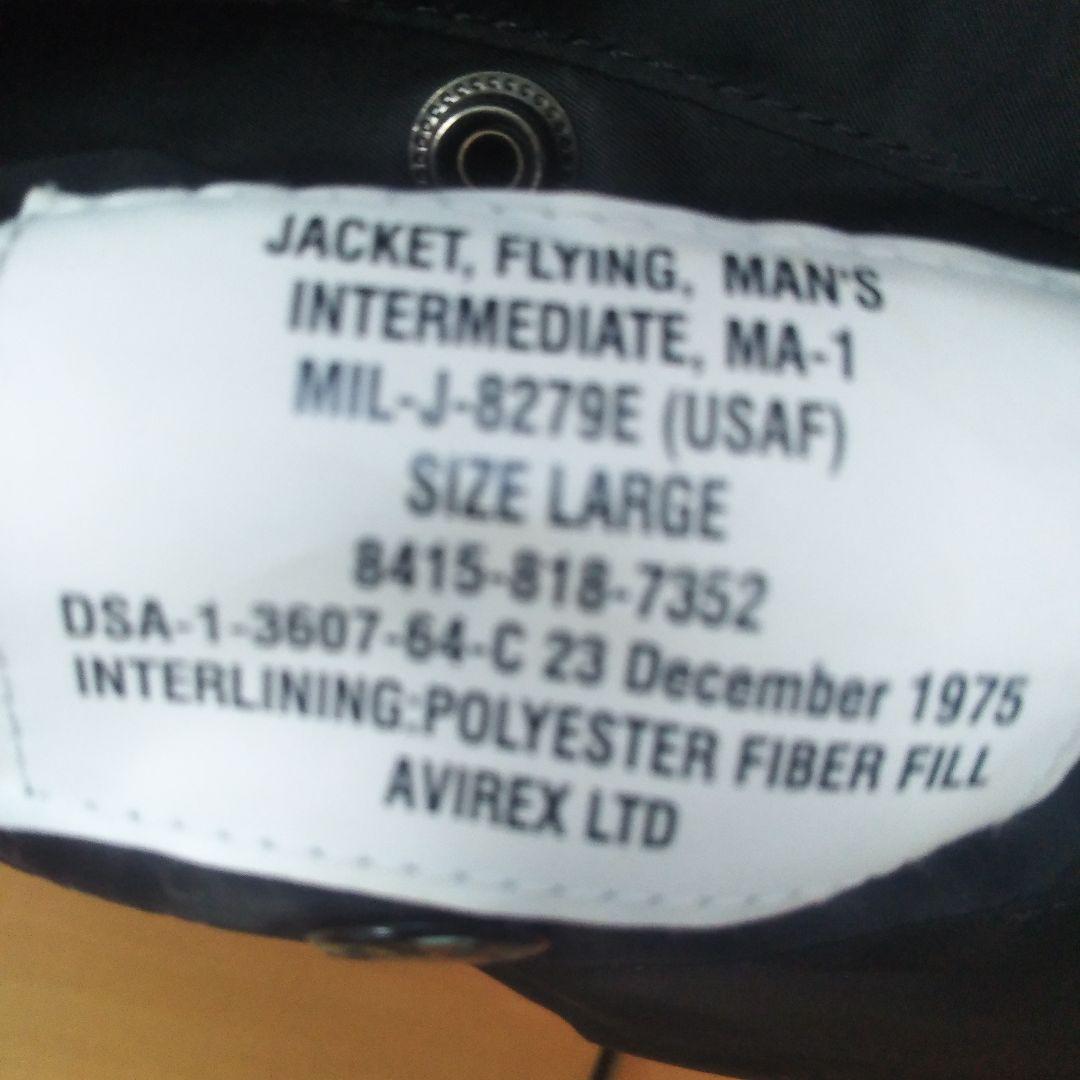 JACKET, FLYING, MAN'S
INTERMEDIATE, MA-1
MIL-J-8279E (USAF)
SIZE LARGE
8415-818-7352
DSA-1-3607-64-C 23 December 1975
INTERLINING:POLYESTER FIBER FILL
AVIREX LTD